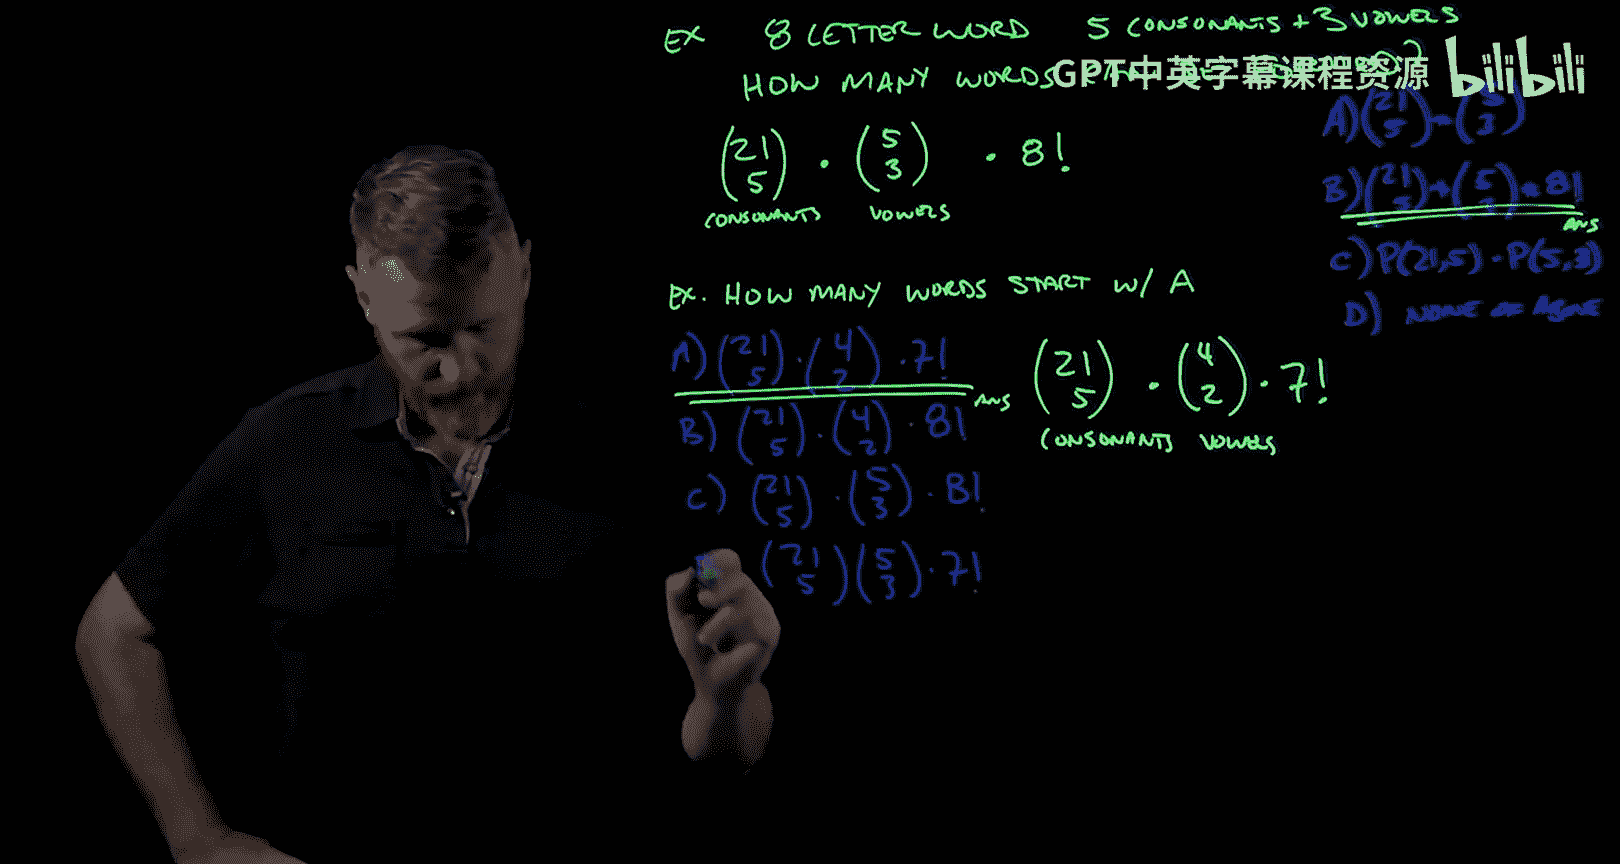 EX 8 LETTER WORD 5 CONSONANTS + 3 VOWELS
HOW MANY WORDS
GPT中英字幕课程资源 bilibili
(21 5) · (5 3) · 8!
CONSONANTS VOWELS
A) (21 5) · (5 3)
B) (21 5) · (5 3) · 8!
ANS
C) P(21,5) · P(5,3)
D) NONE OF ABOVE
EX. HOW MANY WORDS START W/ A
A) (21 5) · (4 2) · 7!
ANS
B) (21 5) · (4 2) · 8!
C) (21 5) · (5 3) · 8!
(21 5)(5 3) · 7!
(21 5) · (4 2) · 7!
CONSONANTS VOWELS